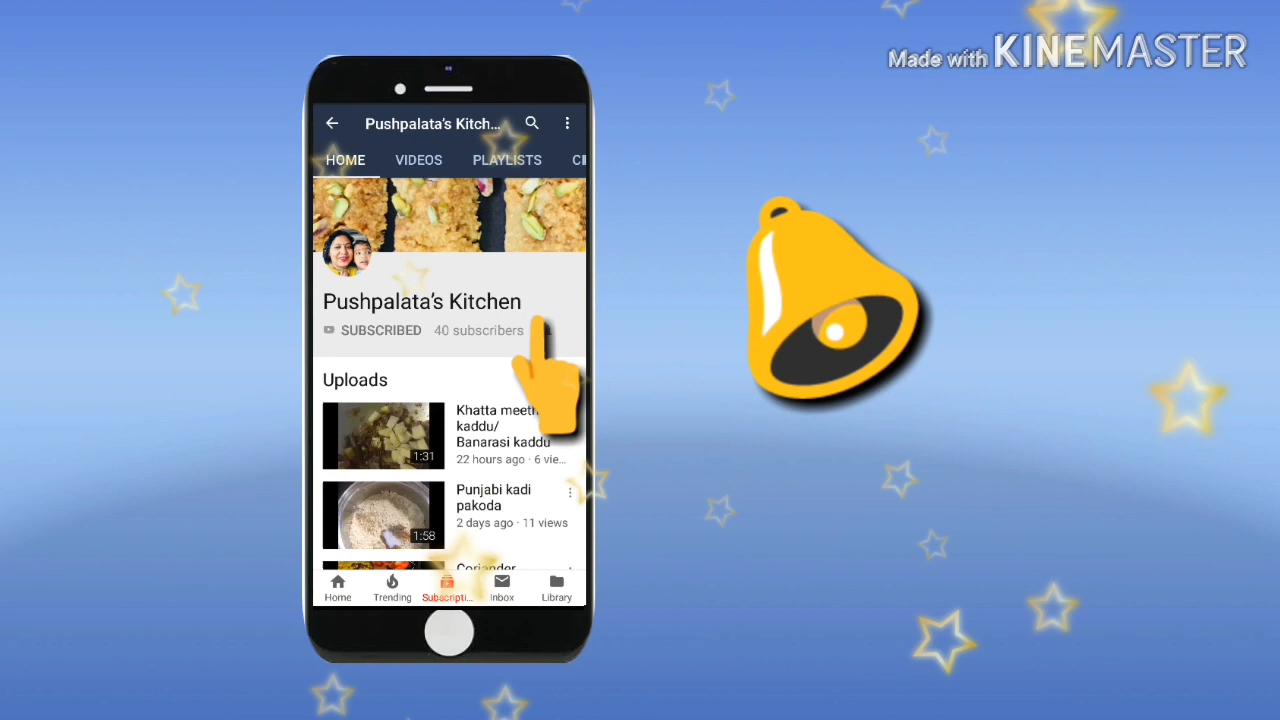 Made with KINEMASTER
Pushpalata's Kitch...
HOME VIDEOS PLAYLISTS
Pushpalata's Kitchen
SUBSCRIBED 40 subscribers
Uploads
Khatta
kaddu/
Banarasi kaddu
22 hours ago · 6 vie...
1:31
Punjabi kadi
pakoda
2 days ago · 11 views
1:58
Coriander
Home Trending Subscripti... Inbox Library